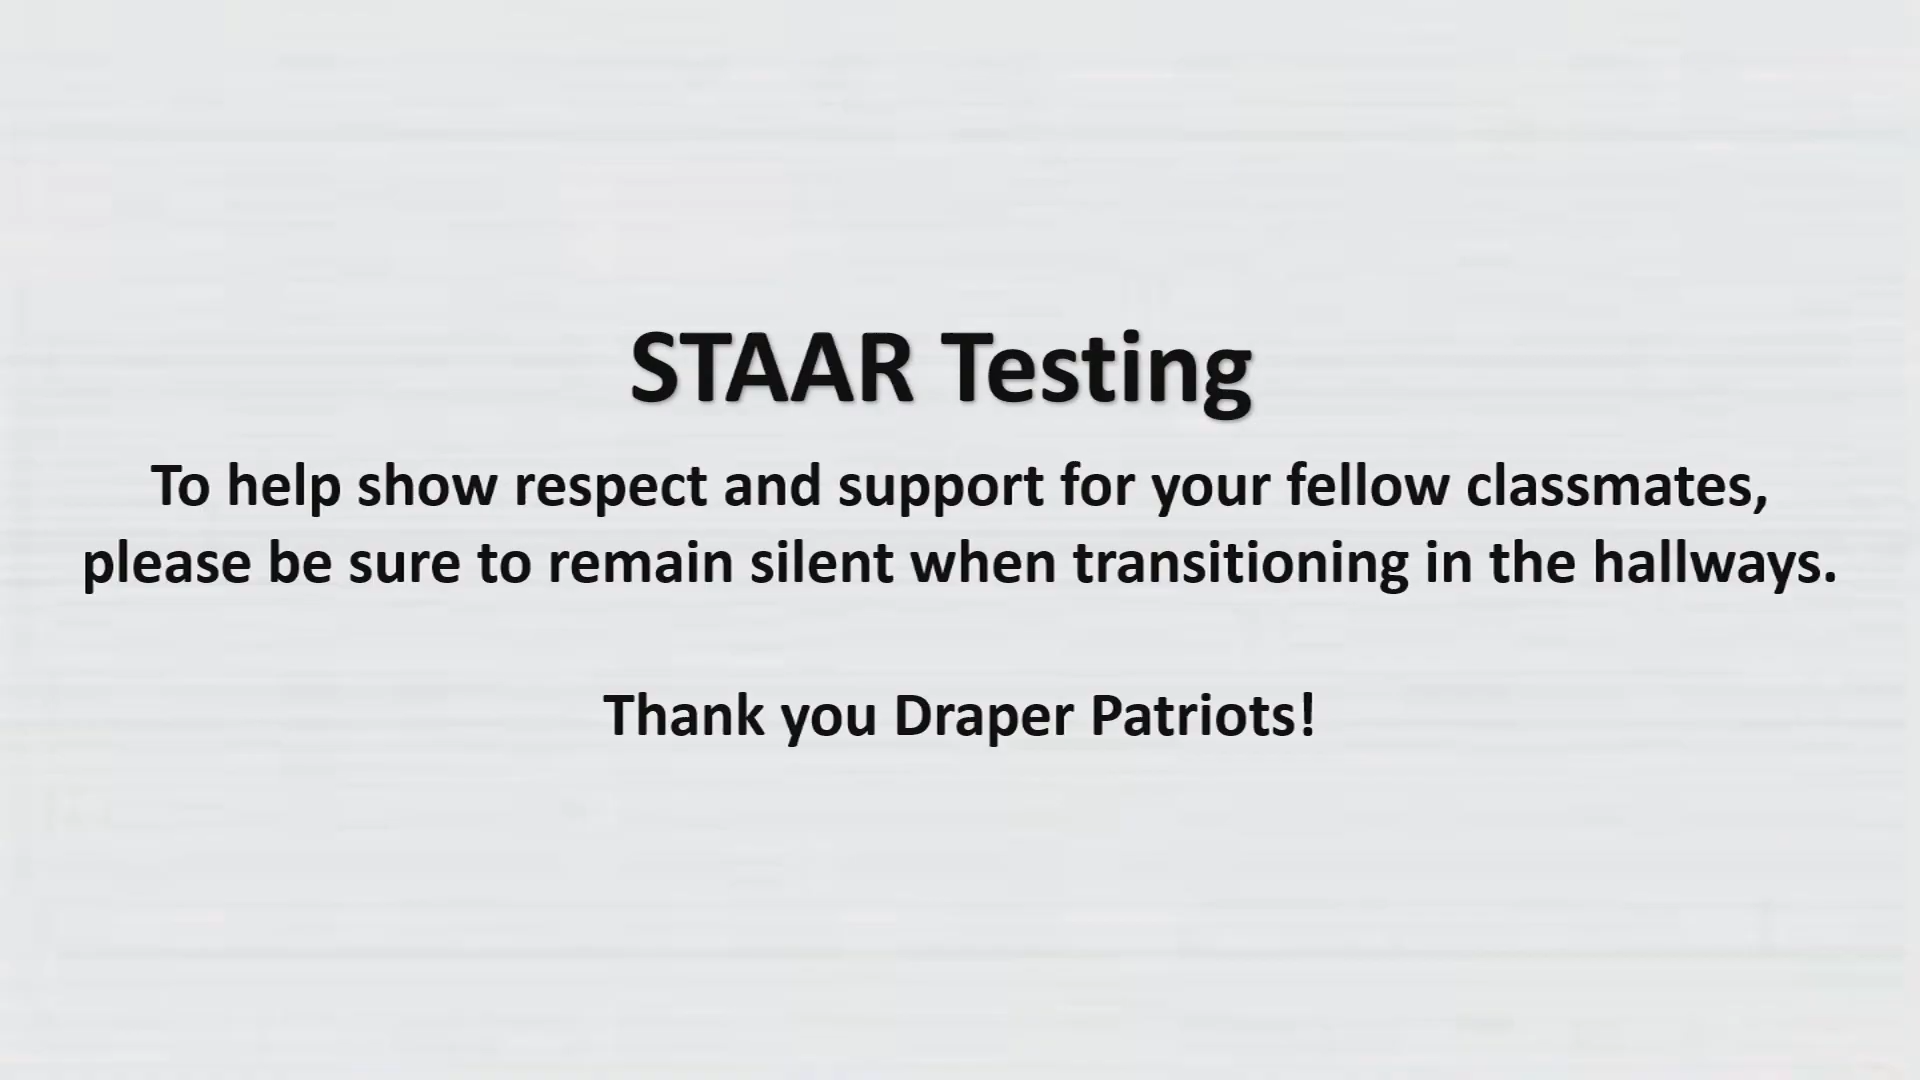 STAAR Testing
To help show respect and support for your fellow classmates,
please be sure to remain silent when transitioning in the hallways.
Thank you Draper Patriots!